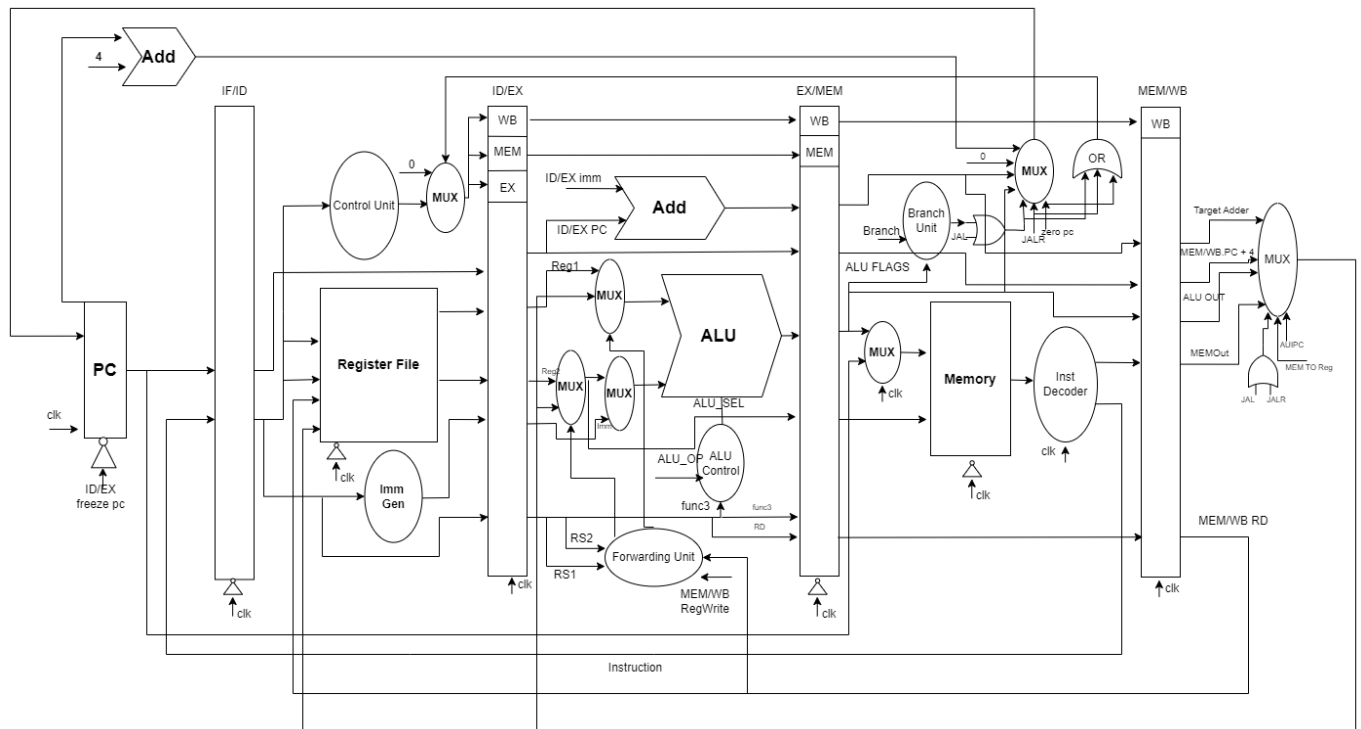 Add
4
IF/ID
ID/EX
EX/MEM
MEM/WB
WB
MEM
EX
WB
MEM
WB
0
Control Unit
MUX
ID/EX imm
ID/EX PC
Add
0
MUX
OR
Branch
Unit
Branch
JAL
JALR
zero pc
ALU FLAGS
Target Adder
MEM/WB.PC + 4
MUX
ALU OUT
MEMOut
AUIPC
MEM TO Reg
JAL
JALR
PC
clk
ID/EX
freeze pc
Register File
clk
Imm
Gen
Reg1
MUX
Reg2
MUX
MUX
Imm
ALU
ALU_SEL
ALU_OP
ALU
Control
func3
func3
RD
MUX
clk
Memory
clk
Inst
Decoder
clk
RS2
RS1
Forwarding Unit
MEM/WB
RegWrite
MEM/WB RD
clk
clk
clk
clk
Instruction